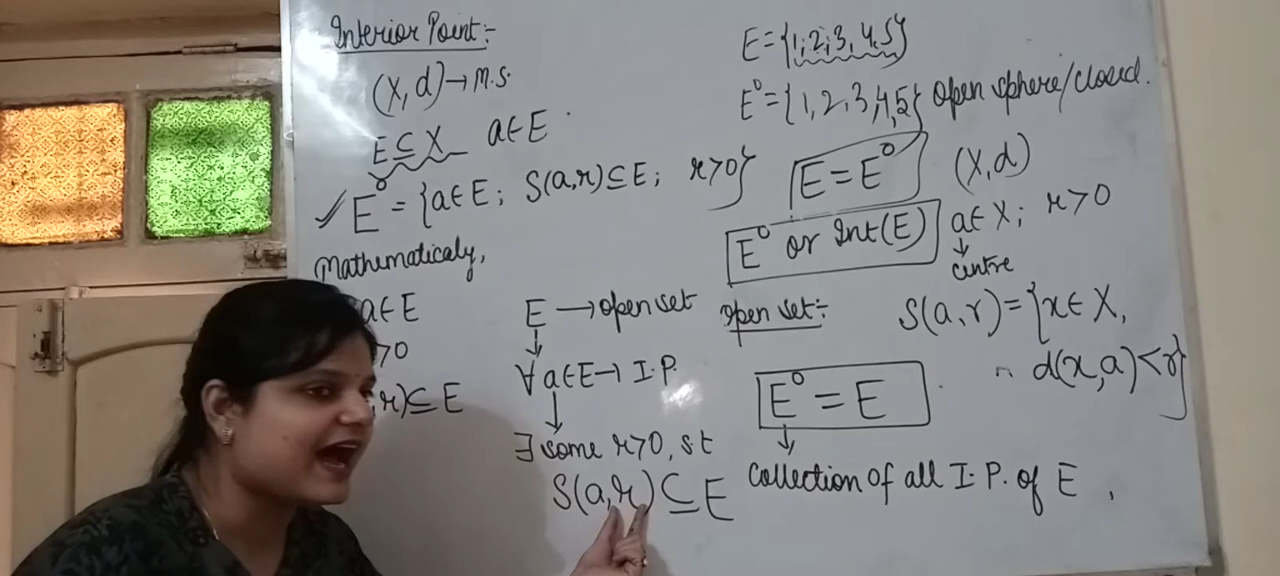 Interior Point :-
(X, d) → M.S.
E ⊆ X a ∈ E
✓ E° = {a ∈ E ; S(a, r) ⊆ E ; r > 0}
Mathematicaly,
a ∈ E
> 0
, r) ⊆ E
E → open set
↓
∀ a ∈ E → I.P.
↓
∃ some r > 0, s t
S(a, r) ⊆ E
E = {1, 2, 3, 4, 5}
E° = {1, 2, 3, 4, 5} open sphere/closed.
E = E°
E° or Int(E)
open set :-
E° = E
↓
Collection of all I.P. of E ,
(X, d)
a ∈ X ; r > 0
↓
centre
S(a, r) = {x ∈ X,
d(x, a) < r}